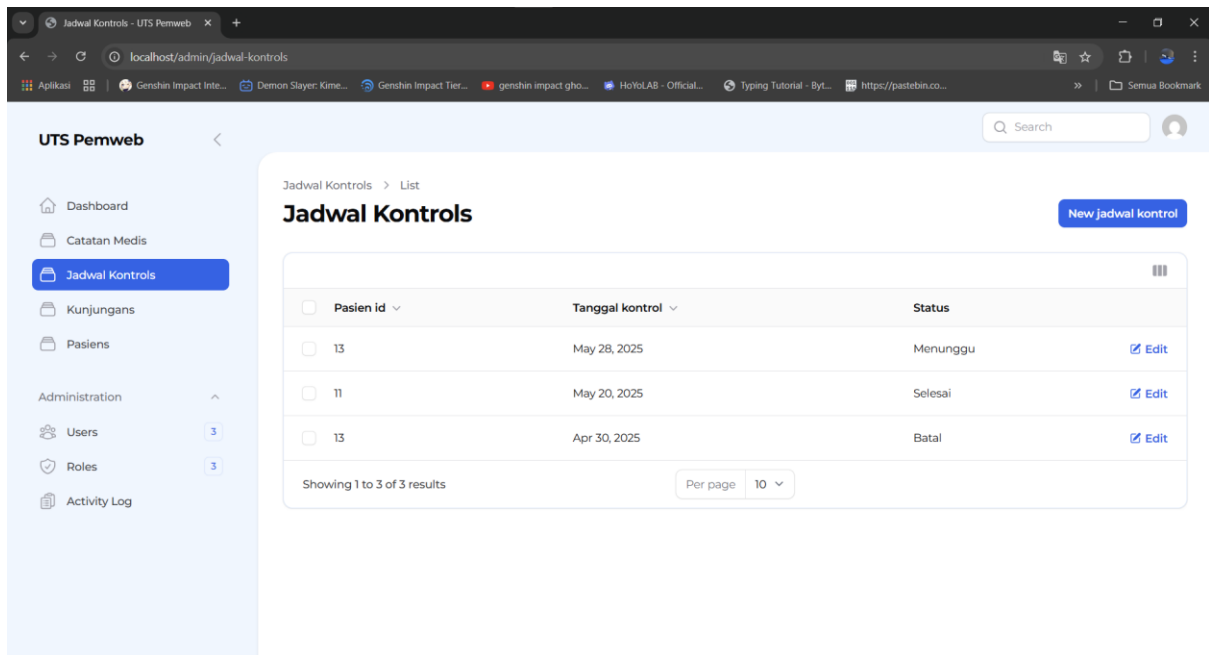 Jadwal Kontrols - UTS Pemweb
localhost/admin/jadwal-kontrols
Aplikasi Genshin Impact Inte... Demon Slayer: Kime... Genshin Impact Tier... genshin impact gho... HoYoLAB - Official... Typing Tutorial - Byt... https://pastebin.co... » Semua Bookmark
UTS Pemweb
Search
Dashboard
Catatan Medis
Jadwal Kontrols
Kunjungans
Pasiens
Administration
Users 3
Roles 3
Activity Log
Jadwal Kontrols > List
Jadwal Kontrols
New jadwal kontrol
Pasien id Tanggal kontrol Status
13 May 28, 2025 Menunggu Edit
11 May 20, 2025 Selesai Edit
13 Apr 30, 2025 Batal Edit
Showing 1 to 3 of 3 results Per page 10